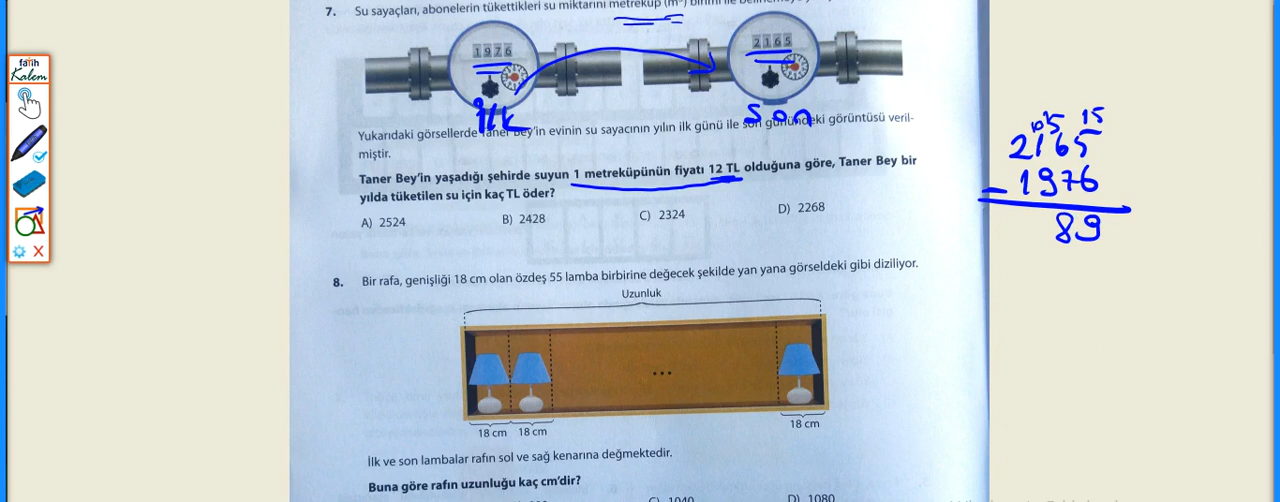 7. Su sayaçları, abonelerin tükettikleri su miktarını metreküp (m³) birimi ile
1976
2165
fatih
Kalem
ilk
son
Yukarıdaki görsellerde Taner Bey'in evinin su sayacının yılın ilk günü ile son günündeki görüntüsü veril-
miştir.
Taner Bey'in yaşadığı şehirde suyun 1 metreküpünün fiyatı 12 TL olduğuna göre, Taner Bey bir
yılda tüketilen su için kaç TL öder?
A) 2524 B) 2428 C) 2324 D) 2268
10 5 15
2165
- 1976
89
X
8. Bir rafa, genişliği 18 cm olan özdeş 55 lamba birbirine değecek şekilde yan yana görseldeki gibi diziliyor.
Uzunluk
...
18 cm 18 cm 18 cm
İlk ve son lambalar rafın sol ve sağ kenarına değmektedir.
Buna göre rafın uzunluğu kaç cm'dir?
C) 1040 D) 1080